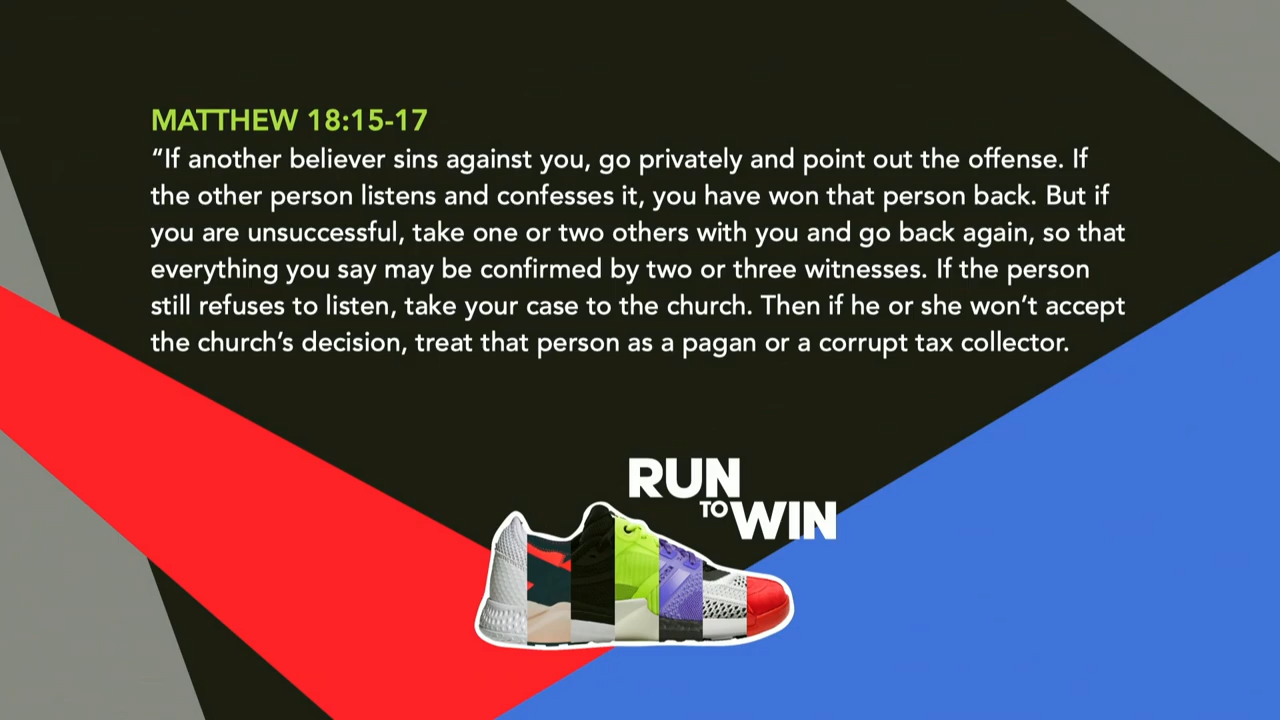 MATTHEW 18:15-17
“If another believer sins against you, go privately and point out the offense. If
the other person listens and confesses it, you have won that person back. But if
you are unsuccessful, take one or two others with you and go back again, so that
everything you say may be confirmed by two or three witnesses. If the person
still refuses to listen, take your case to the church. Then if he or she won’t accept
the church’s decision, treat that person as a pagan or a corrupt tax collector.
RUN
TO WIN